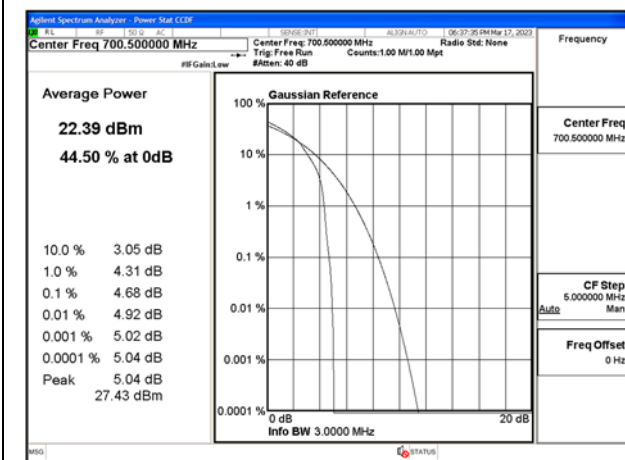 Agilent Spectrum Analyzer - Power Stat CCDF
RL RF 50 Ω AC SENSE:INT ALIGN AUTO 06:37:35 PM Mar 17, 2023
Center Freq 700.500000 MHz
Center Freq: 700.500000 MHz Radio Std: None
Trig: Free Run Counts:1.00 M/1.00 Mpt
#IFGain:Low #Atten: 40 dB
Frequency
Average Power
22.39 dBm
44.50 % at 0dB
10.0 % 3.05 dB
1.0 % 4.31 dB
0.1 % 4.68 dB
0.01 % 4.92 dB
0.001 % 5.02 dB
0.0001 % 5.04 dB
Peak 5.04 dB
27.43 dBm
Gaussian Reference
100 %
10 %
1 %
0.1 %
0.01 %
0.001 %
0.0001 %
0 dB 20 dB
Info BW 3.0000 MHz
Center Freq
700.500000 MHz
CF Step
5.000000 MHz
Auto Man
Freq Offset
0 Hz
MSG STATUS